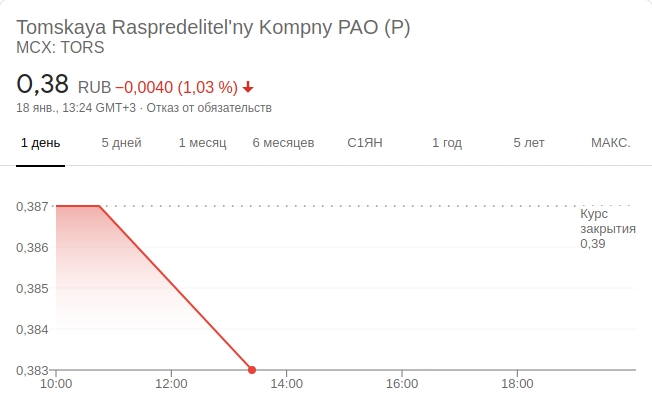 Tomskaya Raspredelitel'ny Kompny PAO (P)
MCX: TORS
0,38 RUB −0,0040 (1,03 %)
18 янв., 13:24 GMT+3 · Отказ от обязательств
1 день 5 дней 1 месяц 6 месяцев С1ЯН 1 год 5 лет МАКС.
0,387
Курс
закрытия
0,39
0,386
0,385
0,384
0,383
10:00 12:00 14:00 16:00 18:00